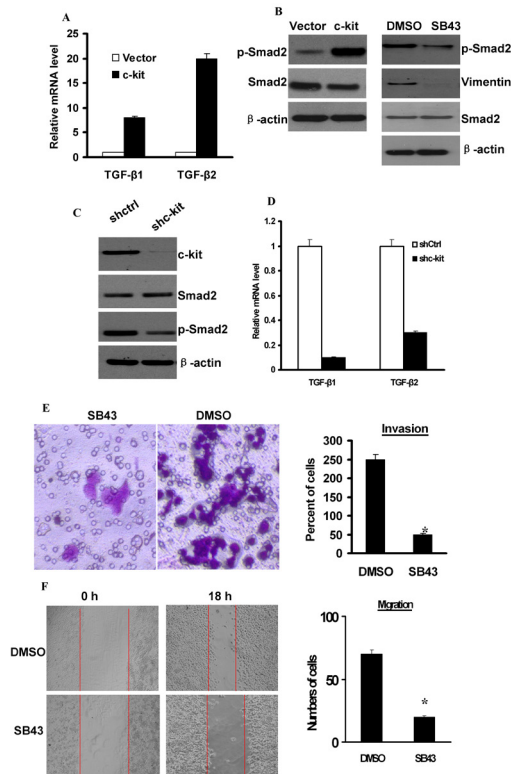 A
Relative mRNA level
25
20
15
10
5
0
Vector
c-kit
TGF-β1 TGF-β2
B
Vector c-kit
p-Smad2
Smad2
β-actin
DMSO SB43
p-Smad2
Vimentin
Smad2
β-actin
C
shctrl shc-kit
c-kit
Smad2
p-Smad2
β-actin
D
Relative mRNA level
1.2
1
0.8
0.6
0.4
0.2
0
shCtrl
shc-kit
TGF-β1 TGF-β2
E
SB43 DMSO
Invasion
Percent of cells
350
300
250
200
150
100
50
0
*
DMSO SB43
F
0 h 18 h
DMSO
SB43
Migration
Numbers of cells
100
50
0
*
DMSO SB43